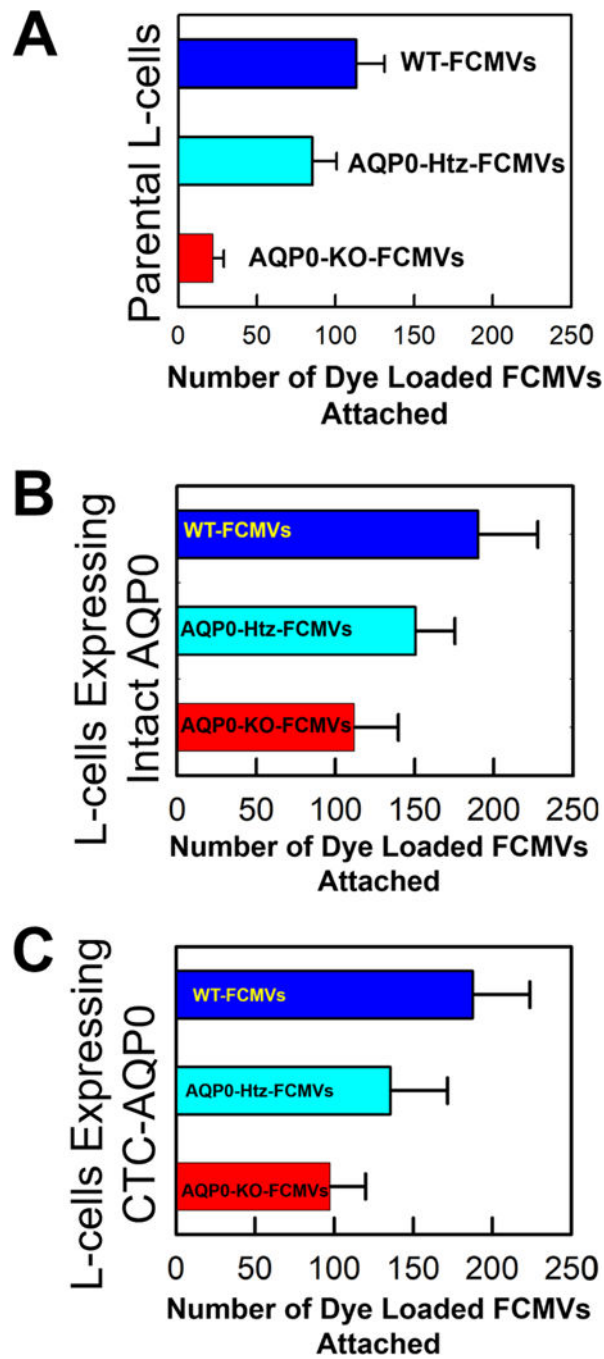 A
Parental L-cells
WT-FCMVs
AQP0-Htz-FCMVs
AQP0-KO-FCMVs
0 50 100 150 200 250
Number of Dye Loaded FCMVs
Attached
B
L-cells Expressing
Intact AQP0
WT-FCMVs
AQP0-Htz-FCMVs
AQP0-KO-FCMVs
0 50 100 150 200 250
Number of Dye Loaded FCMVs
Attached
C
L-cells Expressing
CTC-AQP0
WT-FCMVs
AQP0-Htz-FCMVs
AQP0-KO-FCMVs
0 50 100 150 200 250
Number of Dye Loaded FCMVs
Attached